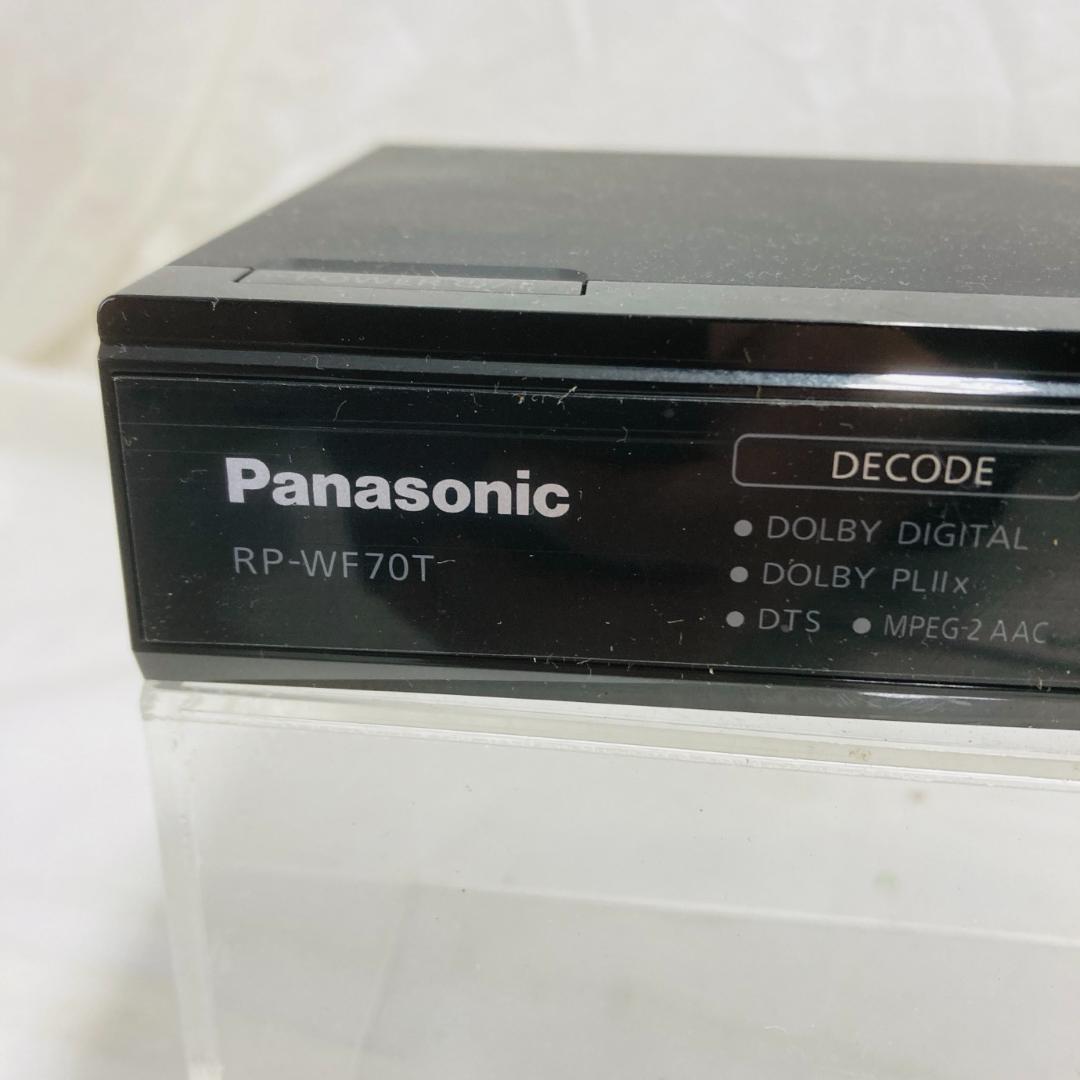 Panasonic
RP-WF70T
DECODE
● DOLBY DIGITAL
● DOLBY PLIIx
● DTS ● MPEG-2 AAC